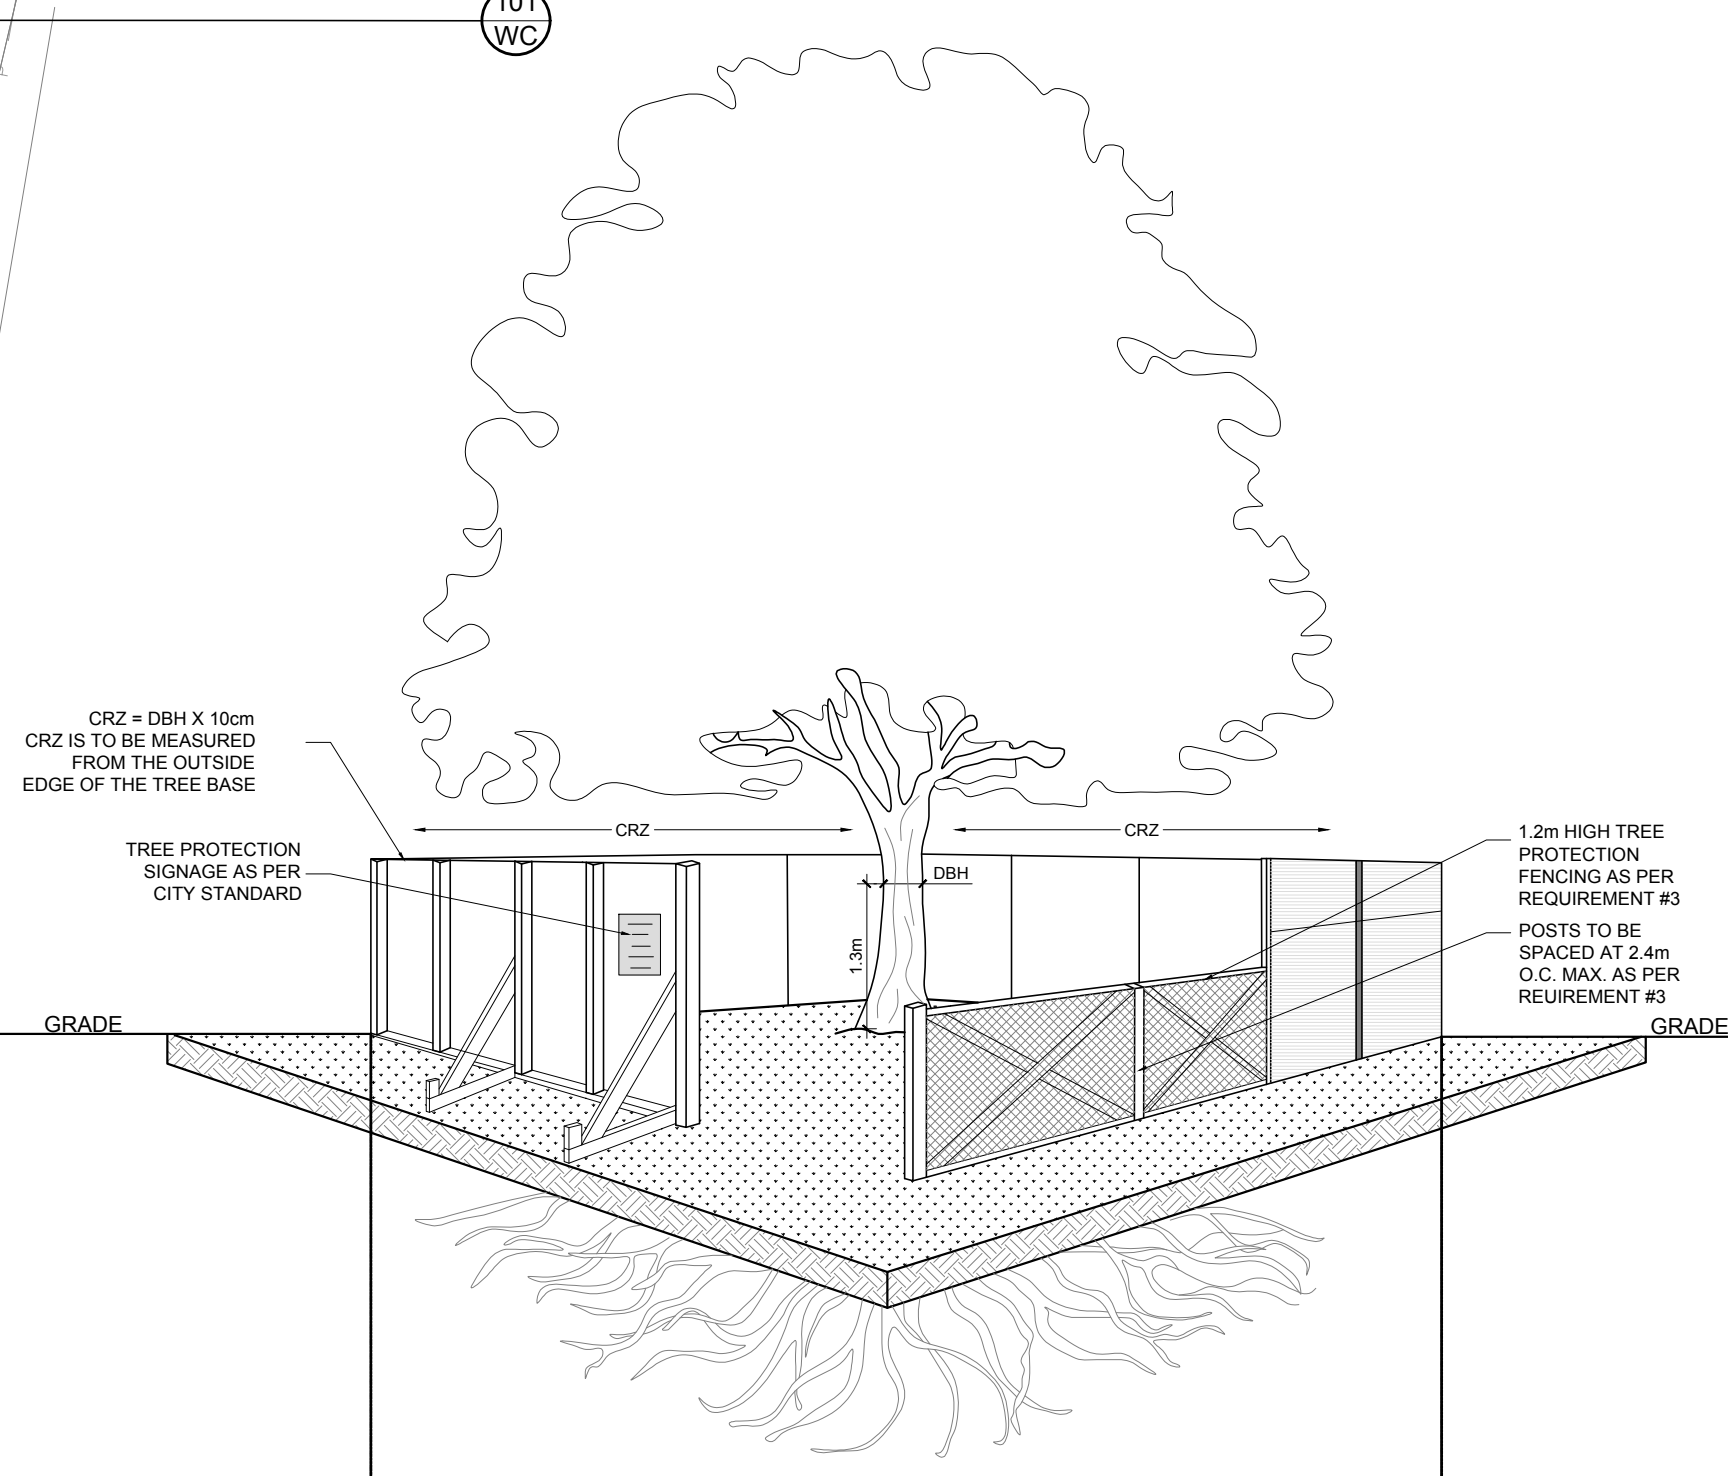 101
WC
CRZ = DBH X 10cm
CRZ IS TO BE MEASURED
FROM THE OUTSIDE
EDGE OF THE TREE BASE
TREE PROTECTION
SIGNAGE AS PER
CITY STANDARD
CRZ
CRZ
DBH
1.3m
1.2m HIGH TREE
PROTECTION
FENCING AS PER
REQUIREMENT #3
POSTS TO BE
SPACED AT 2.4m
O.C. MAX. AS PER
REUIREMENT #3
GRADE
GRADE